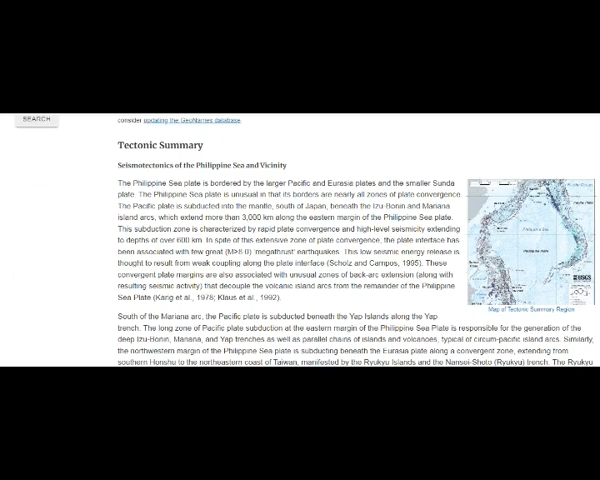 SEARCH
consider updating the GeoNames database.
Tectonic Summary
Seismotectonics of the Philippine Sea and Vicinity
The Philippine Sea plate is bordered by the larger Pacific and Eurasia plates and the smaller Sunda
plate. The Philippine Sea plate is unusual in that its borders are nearly all zones of plate convergence.
The Pacific plate is subducted into the mantle, south of Japan, beneath the Izu-Bonin and Mariana
island arcs, which extend more than 3,000 km along the eastern margin of the Philippine Sea plate.
This subduction zone is characterized by rapid plate convergence and high-level seismicity extending
to depths of over 600 km. In spite of this extensive zone of plate convergence, the plate interface has
been associated with few great (M>8.0) 'megathrust' earthquakes. This low seismic energy release is
thought to result from weak coupling along the plate interface (Scholz and Campos, 1995). These
convergent plate margins are also associated with unusual zones of back-arc extension (along with
resulting seismic activity) that decouple the volcanic island arcs from the remainder of the Philippine
Sea Plate (Karig et al., 1978; Klaus et al., 1992).
USGS
Map of Tectonic Summary Region
South of the Mariana arc, the Pacific plate is subducted beneath the Yap Islands along the Yap
trench. The long zone of Pacific plate subduction at the eastern margin of the Philippine Sea Plate is responsible for the generation of the
deep Izu-Bonin, Mariana, and Yap trenches as well as parallel chains of islands and volcanoes, typical of circum-pacific island arcs. Similarly,
the northwestern margin of the Philippine Sea plate is subducting beneath the Eurasia plate along a convergent zone, extending from
southern Honshu to the northeastern coast of Taiwan, manifested by the Ryukyu Islands and the Nansei-Shoto (Ryukyu) trench. The Ryukyu